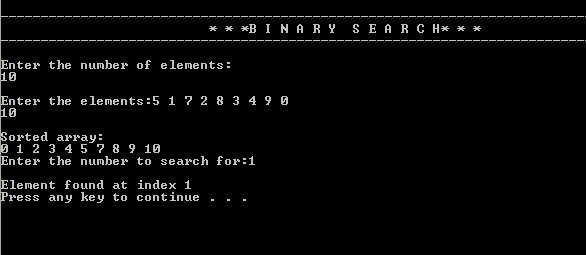 * * *B I N A R Y  S E A R C H* * *
Enter the number of elements:
10
Enter the elements:5 1 7 2 8 3 4 9 0
10
Sorted array:
0 1 2 3 4 5 7 8 9 10
Enter the number to search for:1
Element found at index 1
Press any key to continue . . .